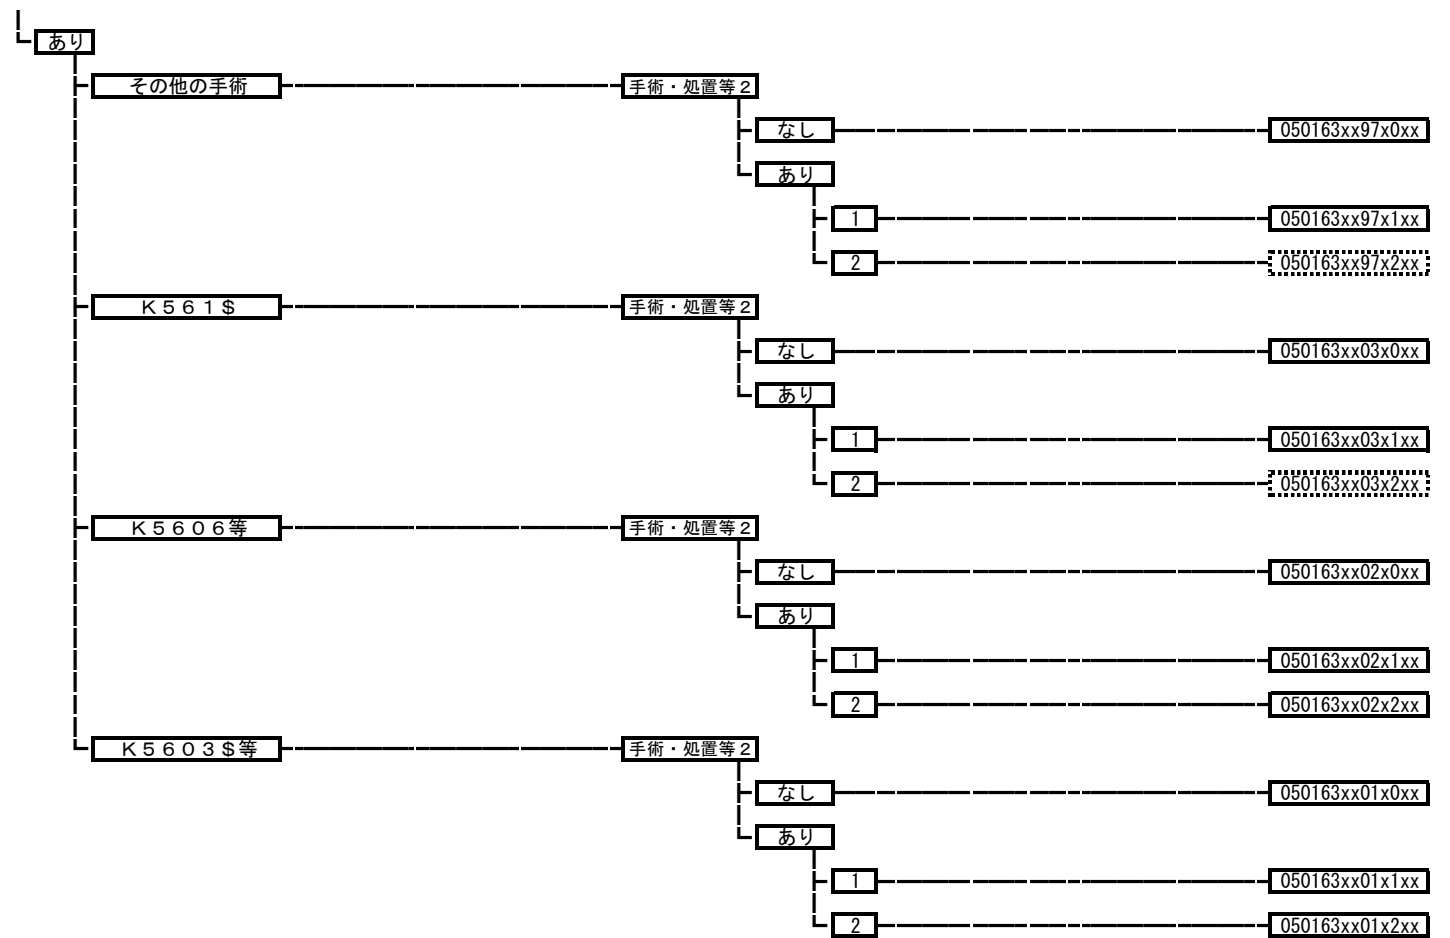 あり
その他の手術 手術・処置等２
なし 050163xx97x0xx
あり
1 050163xx97x1xx
2 050163xx97x2xx
Ｋ５６１＄ 手術・処置等２
なし 050163xx03x0xx
あり
1 050163xx03x1xx
2 050163xx03x2xx
Ｋ５６０６等 手術・処置等２
なし 050163xx02x0xx
あり
1 050163xx02x1xx
2 050163xx02x2xx
Ｋ５６０３＄等 手術・処置等２
なし 050163xx01x0xx
あり
1 050163xx01x1xx
2 050163xx01x2xx